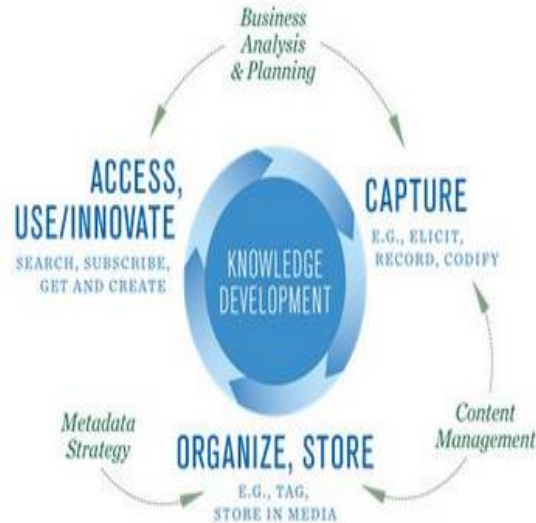 Business
Analysis
& Planning
ACCESS,
USE/INNOVATE
SEARCH, SUBSCRIBE,
GET AND CREATE
KNOWLEDGE
DEVELOPMENT
CAPTURE
E.G., ELICIT,
RECORD, CODIFY
Metadata
Strategy
ORGANIZE, STORE
E.G., TAG,
STORE IN MEDIA
Content
Management